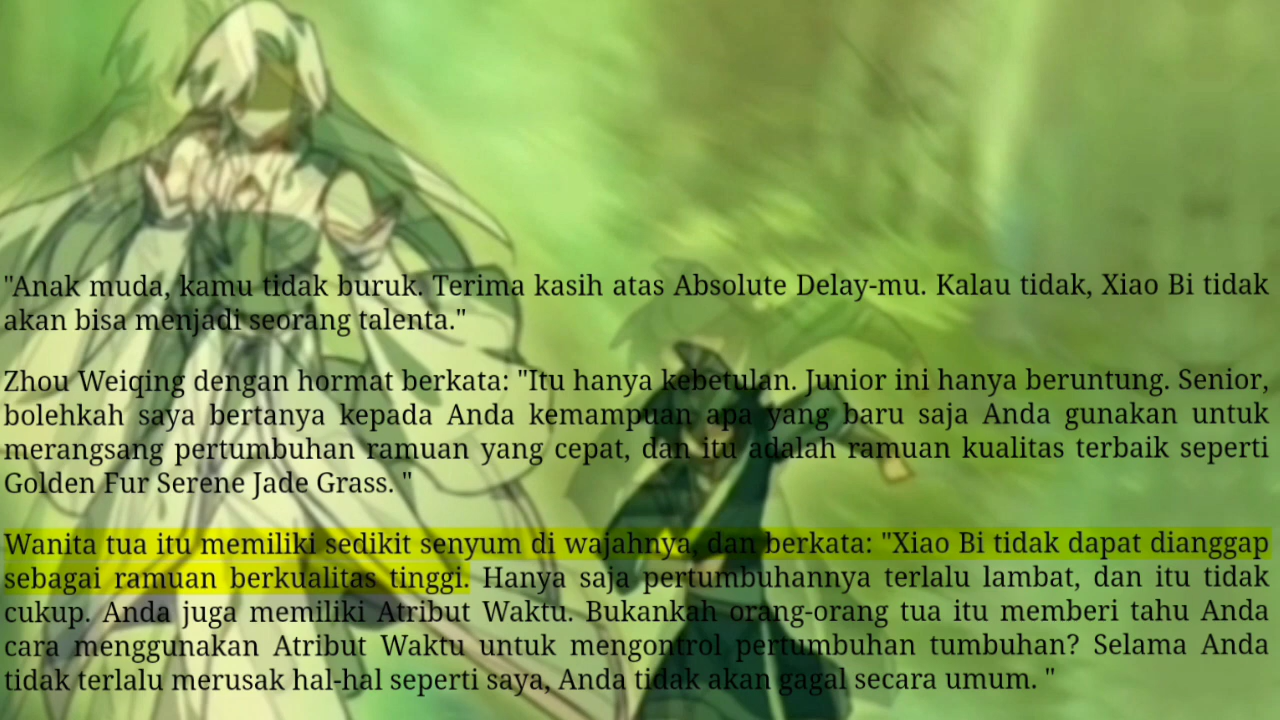 "Anak muda, kamu tidak buruk. Terima kasih atas Absolute Delay-mu. Kalau tidak, Xiao Bi tidak
akan bisa menjadi seorang talenta."
Zhou Weiqing dengan hormat berkata: "Itu hanya kebetulan. Junior ini hanya beruntung. Senior,
bolehkah saya bertanya kepada Anda kemampuan apa yang baru saja Anda gunakan untuk
merangsang pertumbuhan ramuan yang cepat, dan itu adalah ramuan kualitas terbaik seperti
Golden Fur Serene Jade Grass. "
Wanita tua itu memiliki sedikit senyum di wajahnya, dan berkata: "Xiao Bi tidak dapat dianggap
sebagai ramuan berkualitas tinggi. Hanya saja pertumbuhannya terlalu lambat, dan itu tidak
cukup. Anda juga memiliki Atribut Waktu. Bukankah orang-orang tua itu memberi tahu Anda
cara menggunakan Atribut Waktu untuk mengontrol pertumbuhan tumbuhan? Selama Anda
tidak terlalu merusak hal-hal seperti saya, Anda tidak akan gagal secara umum. "